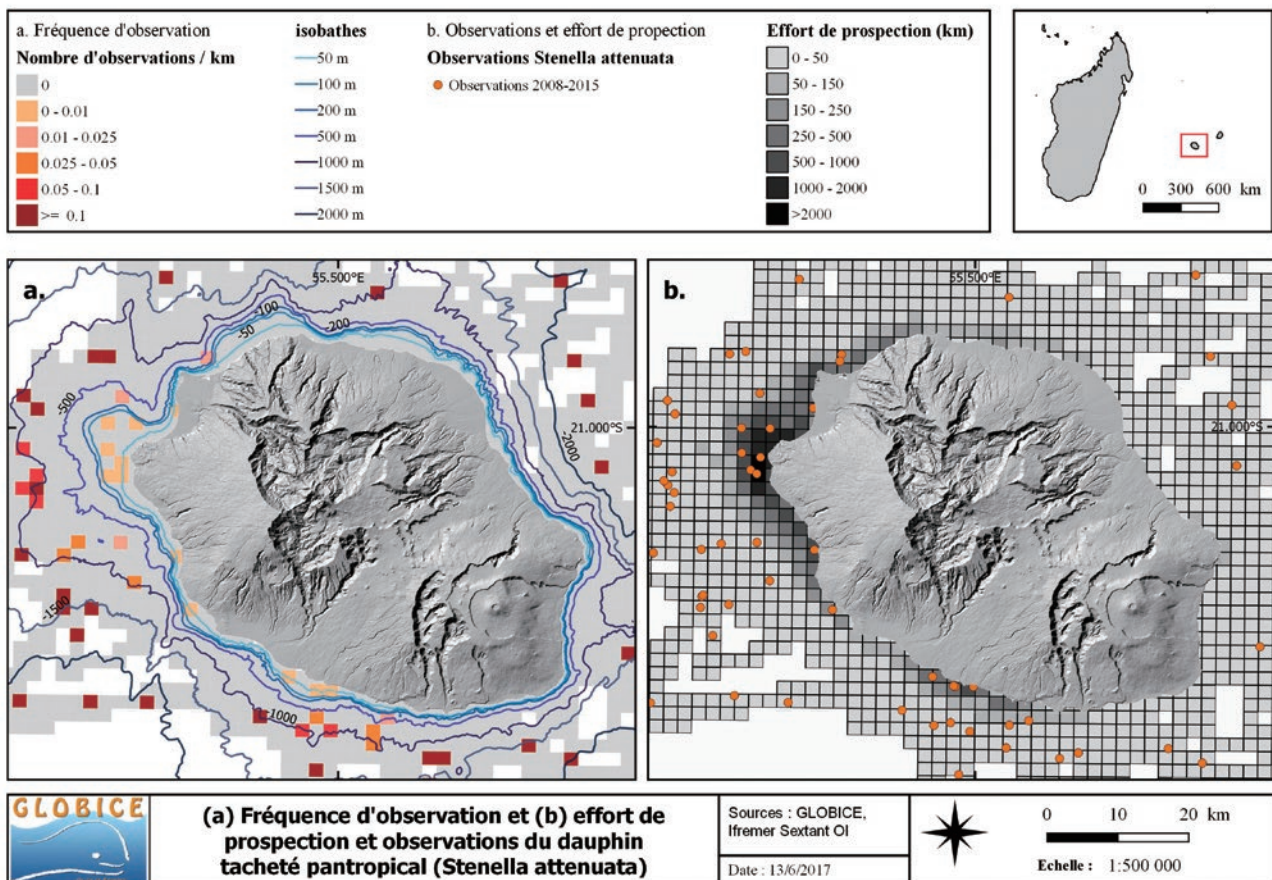 a. Fréquence d'observation
Nombre d'observations / km
0
0 - 0.01
0.01 - 0.025
0.025 - 0.05
0.05 - 0.1
>= 0.1
isobathes
50 m
100 m
200 m
500 m
1000 m
1500 m
2000 m
b. Observations et effort de propection
Observations Stenella attenuata
Observations 2008-2015
Effort de prospection (km)
0 - 50
50 - 150
150 - 250
250 - 500
500 - 1000
1000 - 2000
>2000
0 300 600 km
a.
55.500°E
-100
-50
-200
-500
21.000°S
-2000
-1500
-1000
b.
55.500°E
21.000°S
GLOBICE
(a) Fréquence d'observation et (b) effort de
prospection et observations du dauphin
tacheté pantropical (Stenella attenuata)
Sources : GLOBICE,
Ifremer Sextant OI
Date : 13/6/2017
0 10 20 km
Echelle : 1:500 000